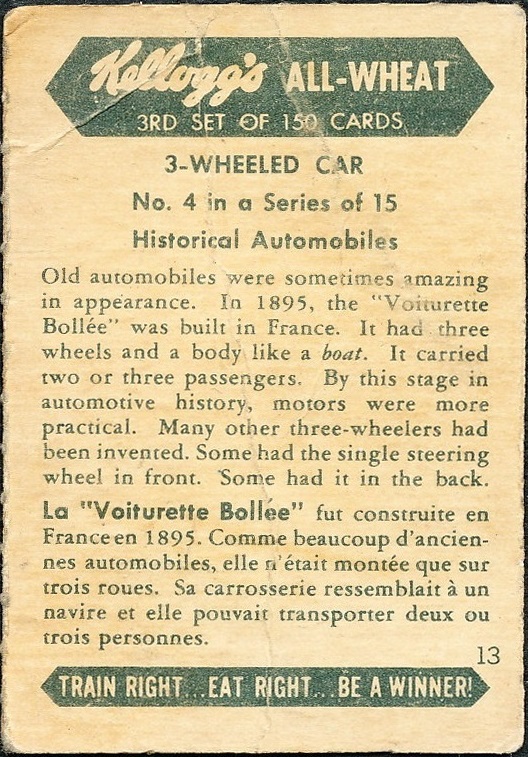 Kellogg's ALL-WHEAT
3RD SET OF 150 CARDS
3-WHEELED CAR
No. 4 in a Series of 15
Historical Automobiles
Old automobiles were sometimes amazing
in appearance. In 1895, the "Voiturette
Bollée" was built in France. It had three
wheels and a body like a boat. It carried
two or three passengers. By this stage in
automotive history, motors were more
practical. Many other three-wheelers had
been invented. Some had the single steering
wheel in front. Some had it in the back.
La "Voiturette Bollée" fut construite en
France en 1895. Comme beaucoup d'ancien-
nes automobiles, elle n'était montée que sur
trois roues. Sa carrosserie ressemblait à un
navire et elle pouvait transporter deux ou
trois personnes.
13
TRAIN RIGHT...EAT RIGHT...BE A WINNER!